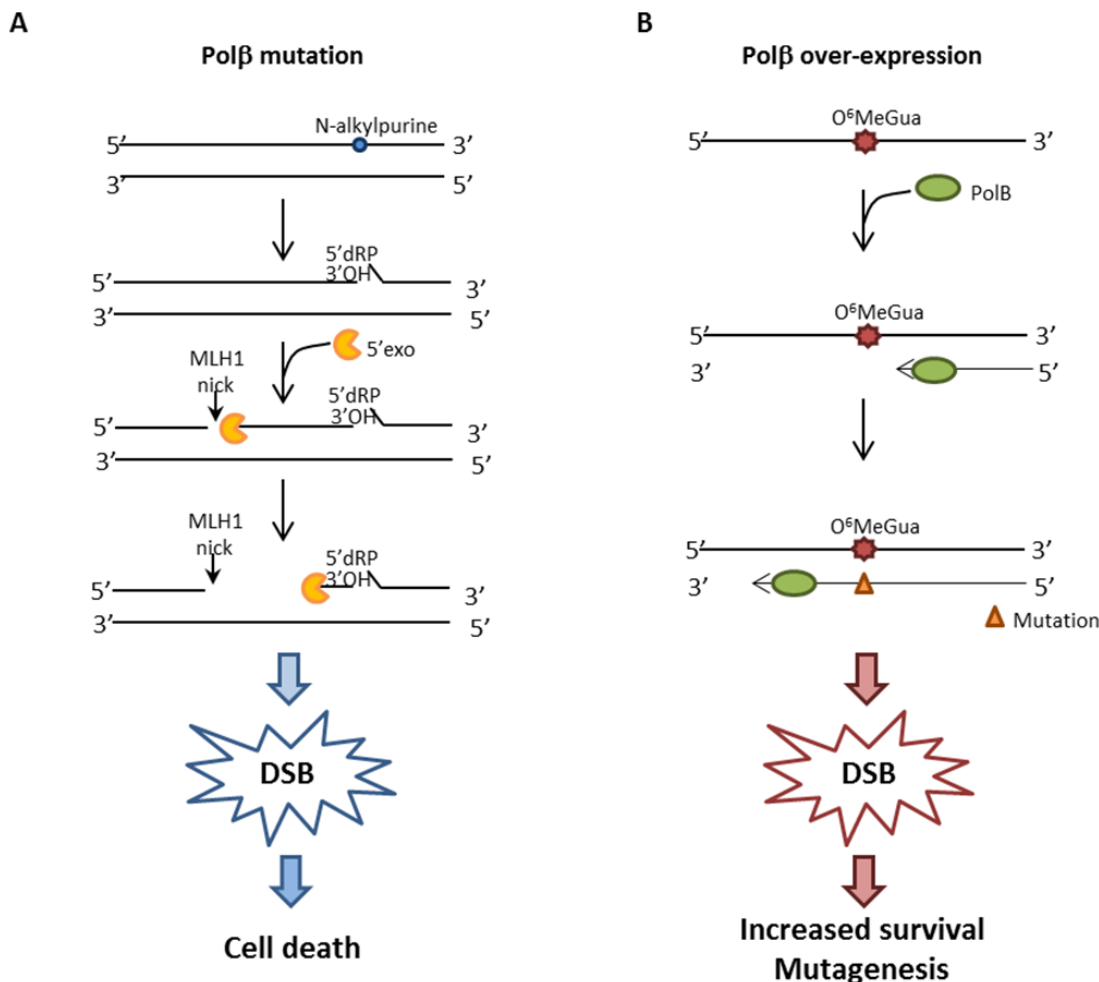 A
Polβ mutation
N-alkylpurine
5’
3’
3’
5’
5’dRP
3’OH
5’
3’
3’
5’
5’exo
MLH1
nick
5’dRP
3’OH
5’
3’
3’
5’
MLH1
nick
5’dRP
3’OH
5’
3’
3’
5’
DSB
Cell death
B
Polβ over-expression
O⁶MeGua
5’
3’
PolB
O⁶MeGua
5’
3’
3’
5’
O⁶MeGua
5’
3’
3’
5’
Mutation
DSB
Increased survival
Mutagenesis